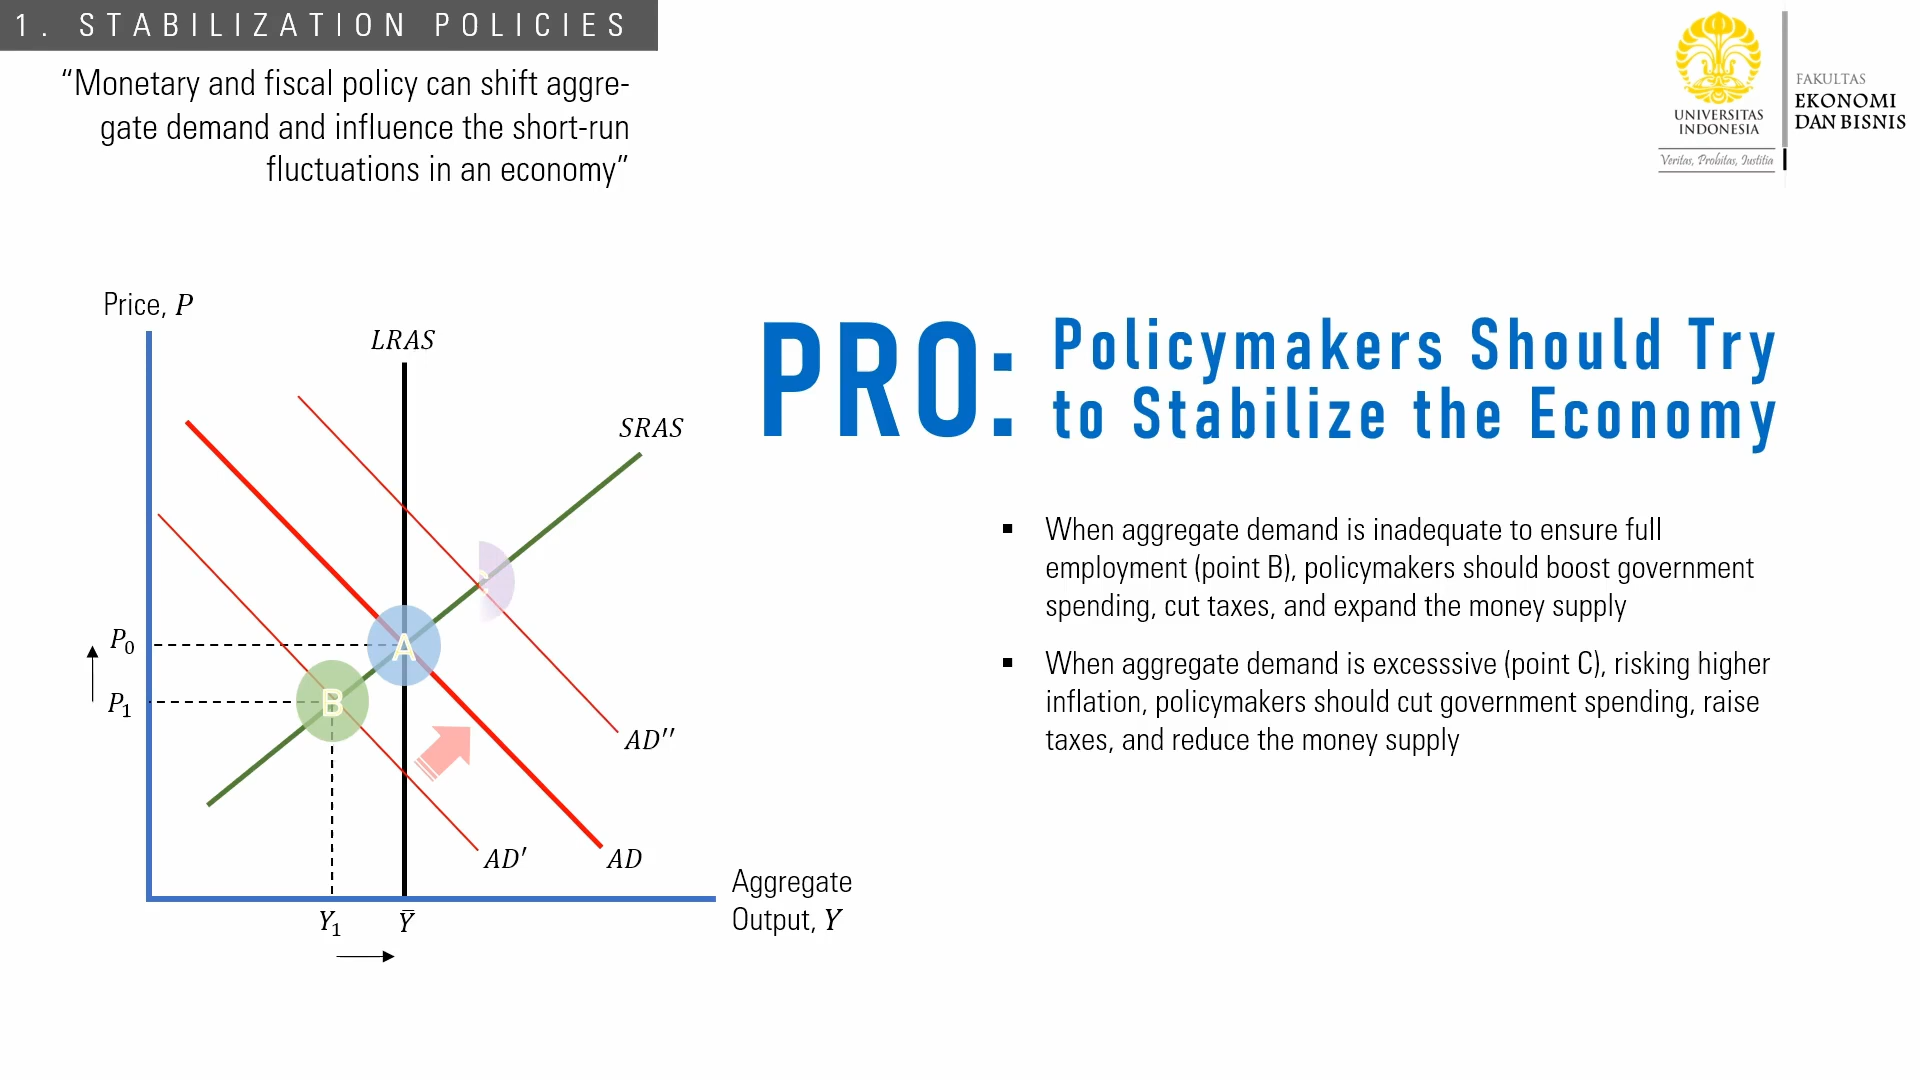 1. STABILIZATION POLICIES
“Monetary and fiscal policy can shift aggre-
gate demand and influence the short-run
fluctuations in an economy”
UNIVERSITAS
INDONESIA
Veritas, Probitas, Justitia
FAKULTAS
EKONOMI
DAN BISNIS
PRO:
Policymakers Should Try
to Stabilize the Economy
When aggregate demand is inadequate to ensure full
employment (point B), policymakers should boost government
spending, cut taxes, and expand the money supply
When aggregate demand is excesssive (point C), risking higher
inflation, policymakers should cut government spending, raise
taxes, and reduce the money supply
Price, P
LRAS
SRAS
P₀
A
P₁
B
AD′′
AD′
AD
Aggregate
Output, Y
Y₁
Ȳ